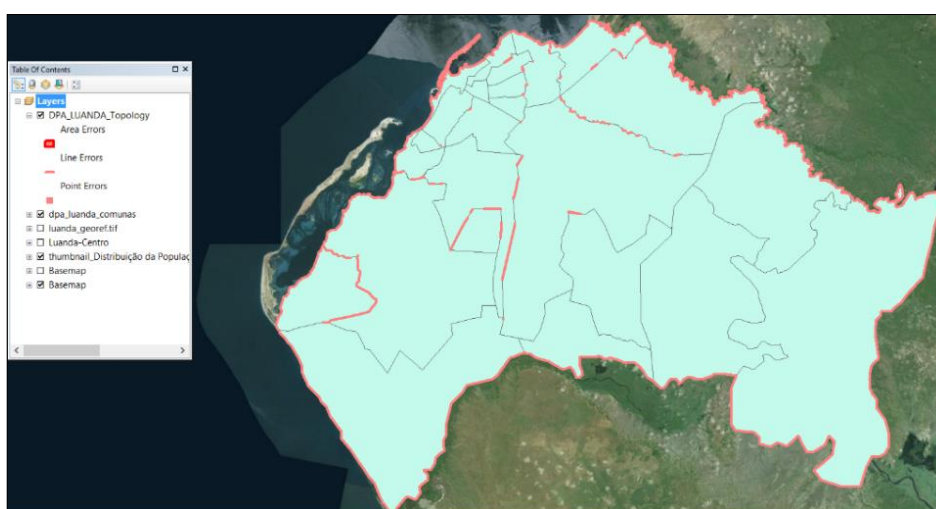 Table Of Contents
Layers
DPA_LUANDA_Topology
Area Errors
Line Errors
Point Errors
dpa_luanda_comunas
luanda_georef.tif
Luanda-Centro
thumbnail_Distribuição da Populaç
Basemap
Basemap